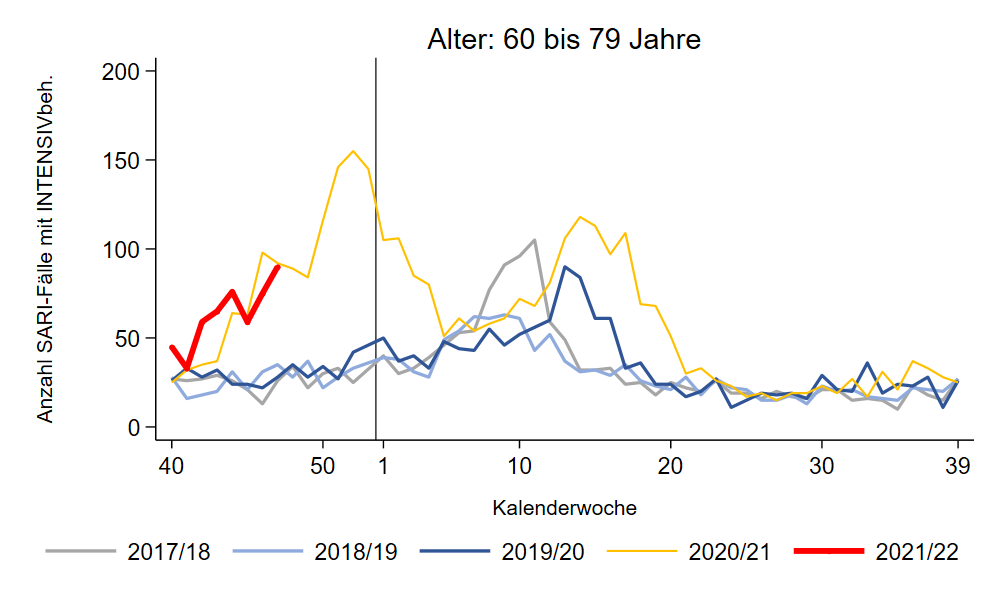 Alter: 60 bis 79 Jahre
Anzahl SARI-Fälle mit INTENSIVbeh.
200
150
100
50
0
40 50 1 10 20 30 39
Kalenderwoche
2017/18 2018/19 2019/20 2020/21 2021/22